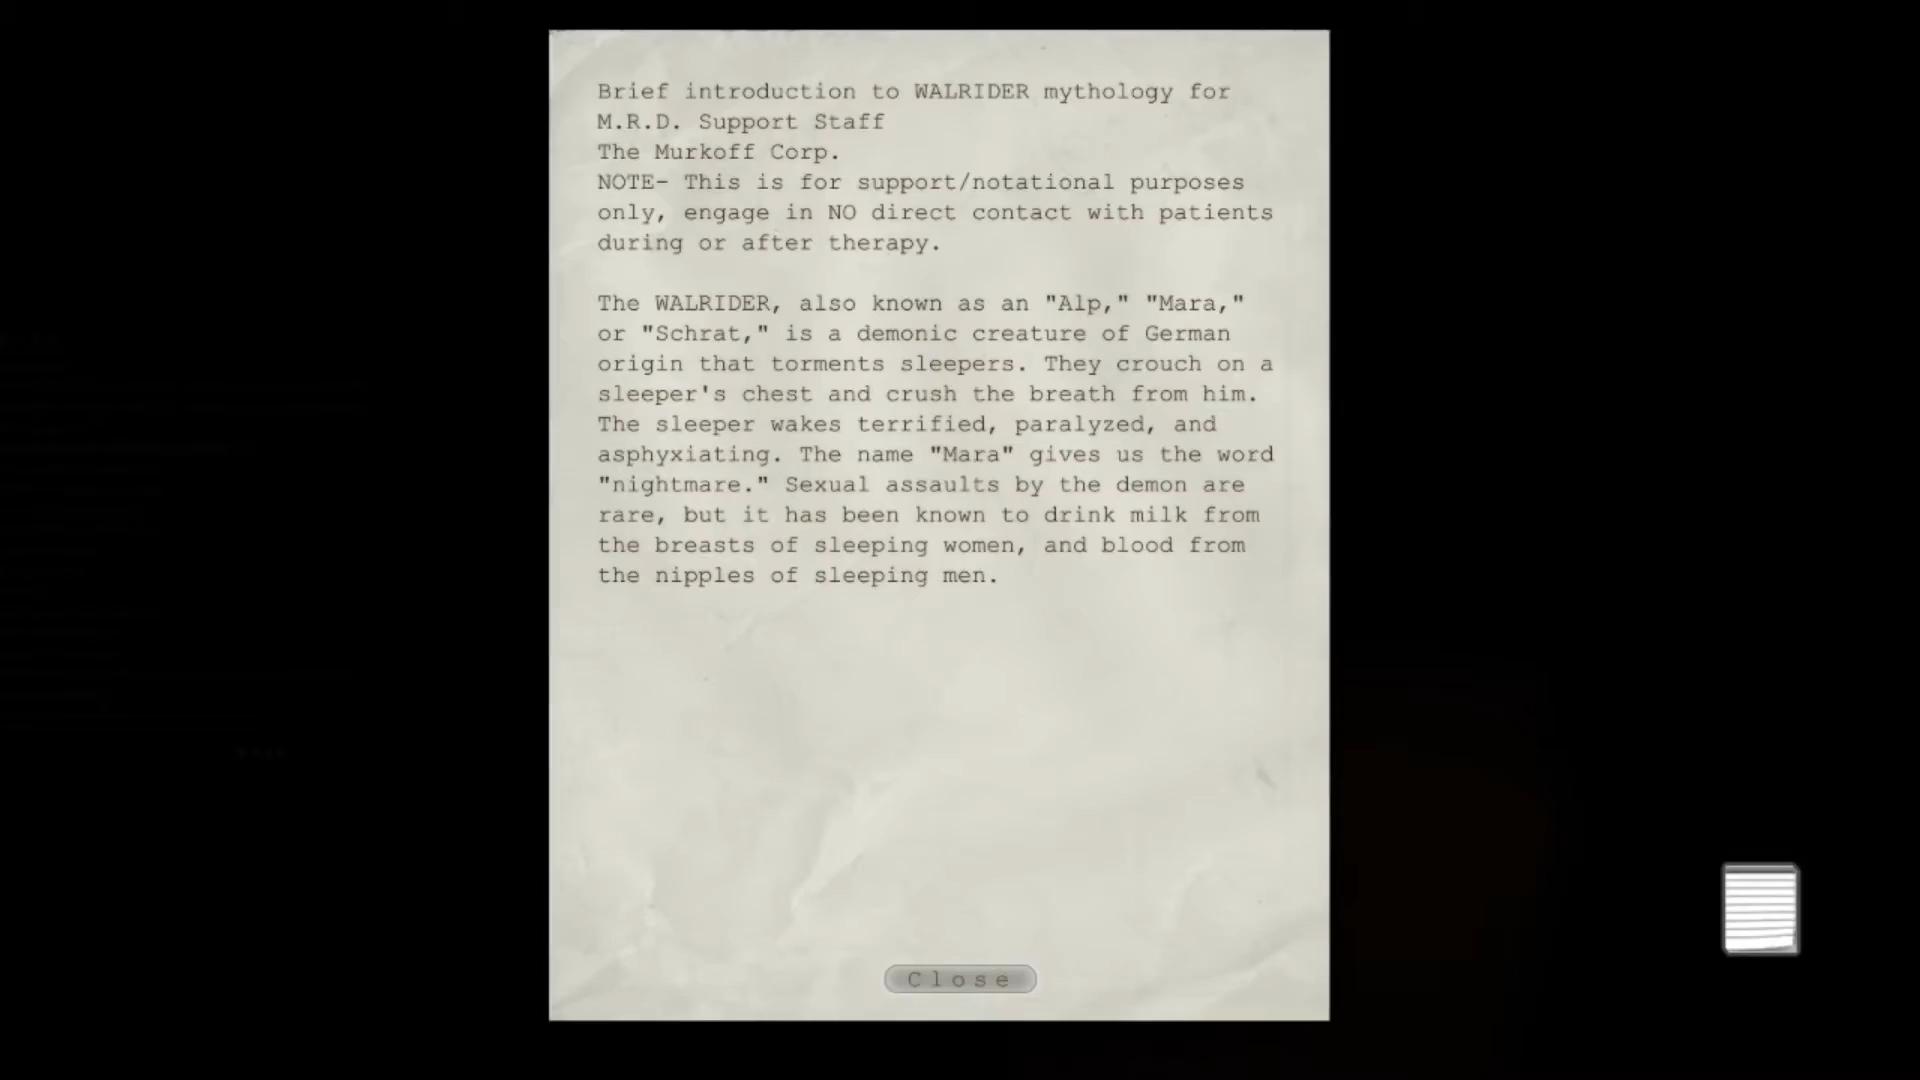 Brief introduction to WALRIDER mythology for
M.R.D. Support Staff
The Murkoff Corp.
NOTE- This is for support/notational purposes
only, engage in NO direct contact with patients
during or after therapy.
The WALRIDER, also known as an "Alp," "Mara,"
or "Schrat," is a demonic creature of German
origin that torments sleepers. They crouch on a
sleeper's chest and crush the breath from him.
The sleeper wakes terrified, paralyzed, and
asphyxiating. The name "Mara" gives us the word
"nightmare." Sexual assaults by the demon are
rare, but it has been known to drink milk from
the breasts of sleeping women, and blood from
the nipples of sleeping men.
Close